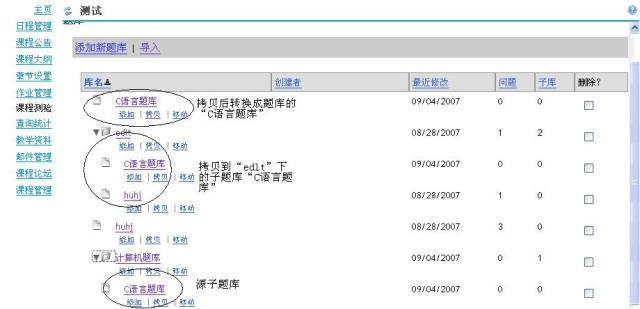 主页
日程管理
课程公告
课程大纲
章节设置
作业管理
课程测验
查询统计
教学资料
邮件管理
课程论坛
课程管理
测试
题库
添加新题库 | 导入
库名 创建者 最近修改 问题 子库 删除?
C语言题库 09/04/2007 0 0
添加 | 拷贝 | 移动
拷贝后转换成题库的
“C语言题库”
edlt 08/28/2007 1 2
添加 | 拷贝 | 移动
C语言题库 09/04/2007 0 0
添加 | 拷贝 | 移动
拷贝到“edlt”下
的子题库“C语言题
库”
huhj 08/28/2007 1 0
添加 | 拷贝 | 移动
huhj 08/28/2007 3 0
添加 | 拷贝 | 移动
计算机题库 09/04/2007 0 1
添加 | 拷贝 | 移动
C语言题库 09/04/2007 0 0
添加 | 拷贝 | 移动
源子题库